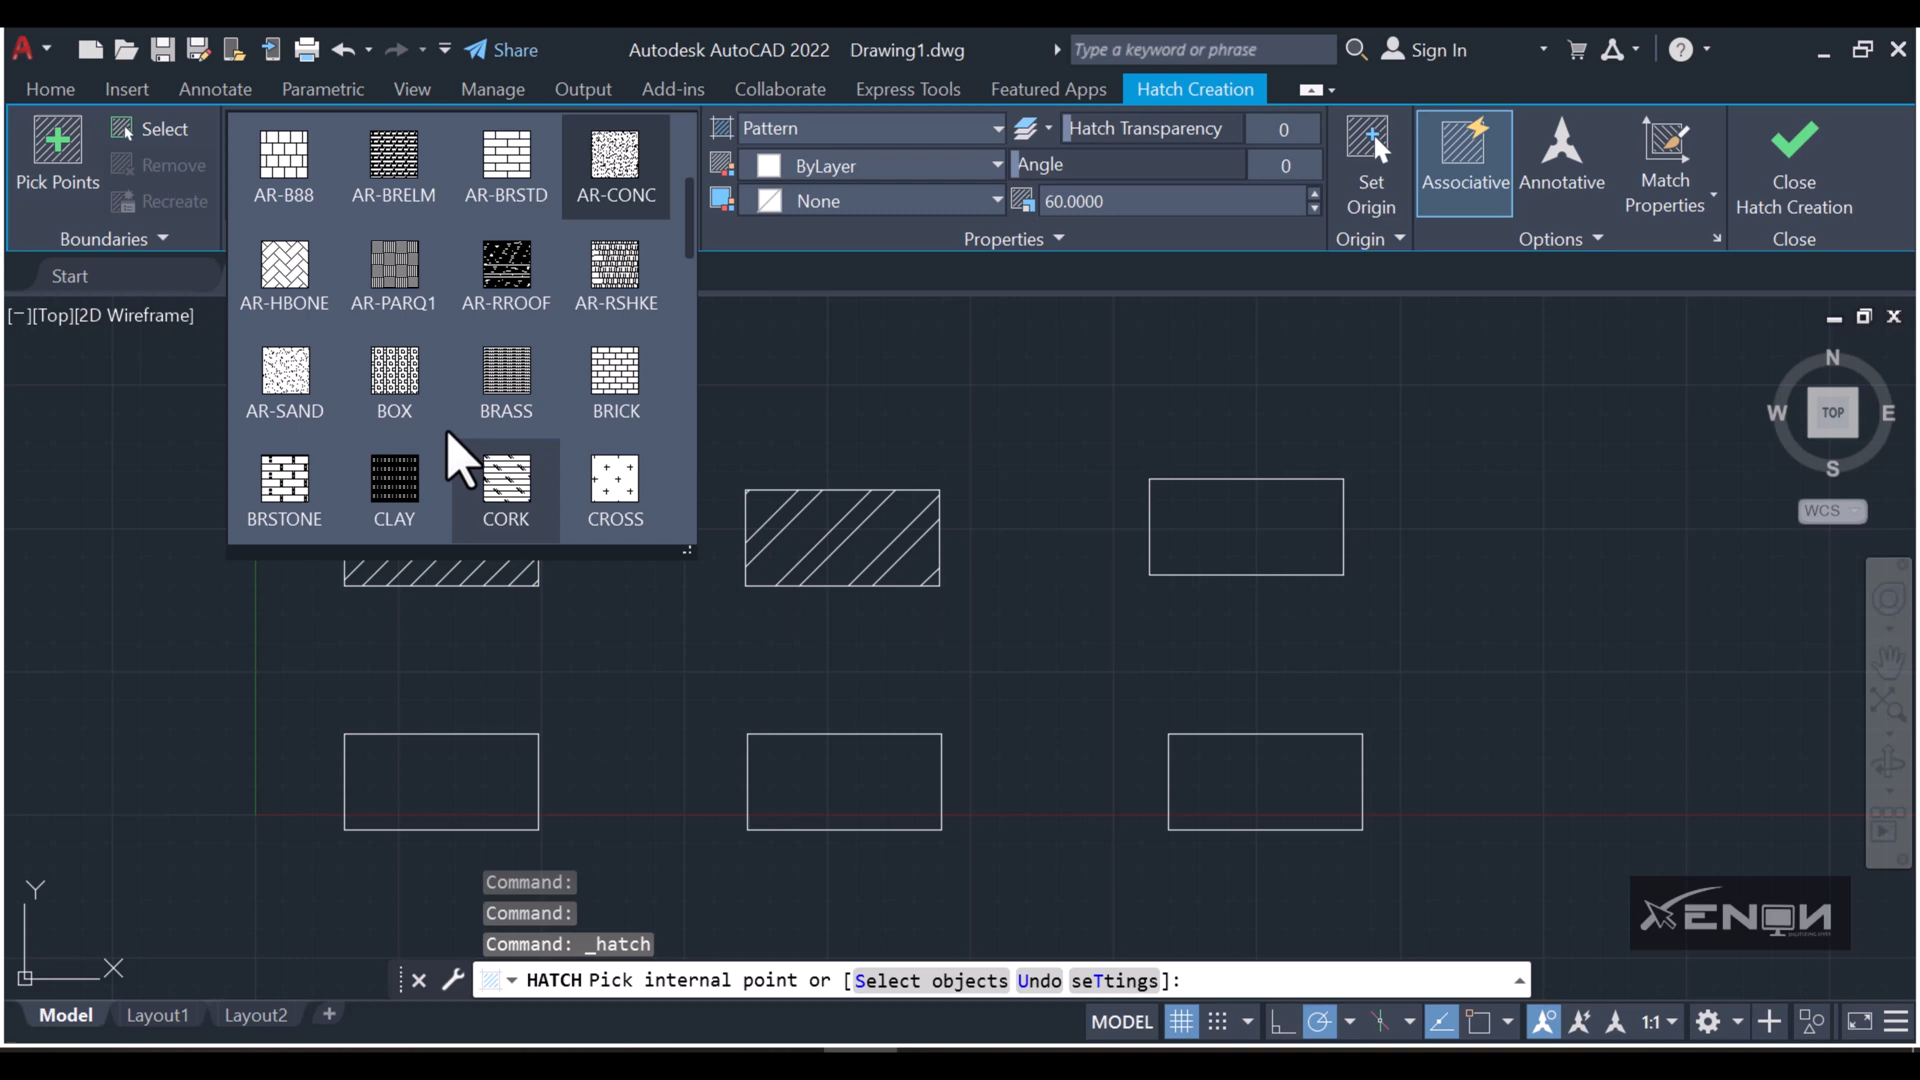 Share
Autodesk AutoCAD 2022 Drawing1.dwg
Type a keyword or phrase
Sign In
Home Insert Annotate Parametric View Manage Output Add-ins Collaborate Express Tools Featured Apps Hatch Creation
Pick Points
Select
Remove
Recreate
Boundaries
AR-B88 AR-BRELM AR-BRSTD AR-CONC
AR-HBONE AR-PARQ1 AR-RROOF AR-RSHKE
AR-SAND BOX BRASS BRICK
BRSTONE CLAY CORK CROSS
Pattern
ByLayer
None
Hatch Transparency 0
Angle 0
60.0000
Properties
Set
Origin
Origin
Associative
Annotative
Match
Properties
Options
Close
Hatch Creation
Close
Start
[−][Top][2D Wireframe]
N
W TOP E
S
WCS
Y
X
Command:
Command:
Command: _hatch
HATCH Pick internal point or [Select objects Undo seTtings]:
XENON
Model Layout1 Layout2 +
MODEL
1:1